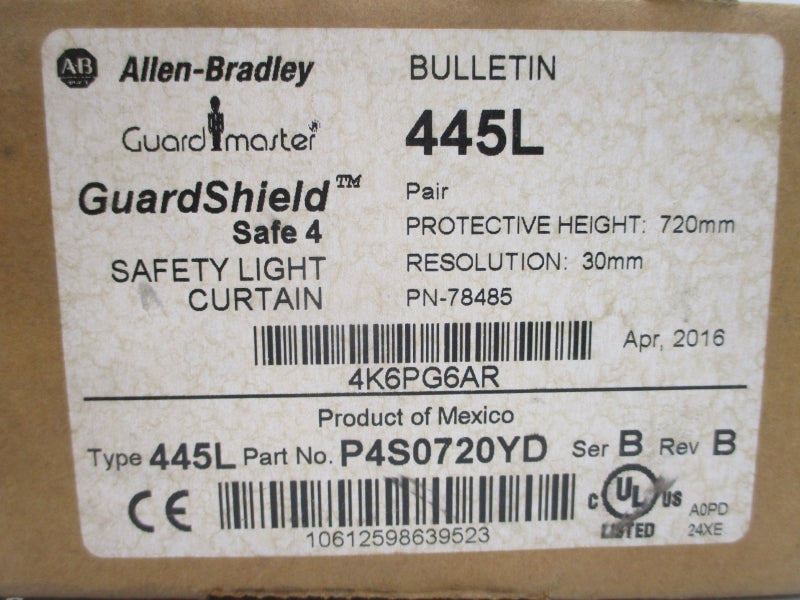 AB Allen-Bradley
Guardmaster®
GuardShield™
Safe 4
SAFETY LIGHT
CURTAIN
BULLETIN
445L
Pair
PROTECTIVE HEIGHT: 720mm
RESOLUTION: 30mm
PN-78485
Apr, 2016
4K6PG6AR
Product of Mexico
Type 445L Part No. P4S0720YD Ser B Rev B
CE
10612598639523
C UL US
LISTED
A0PD
24XE